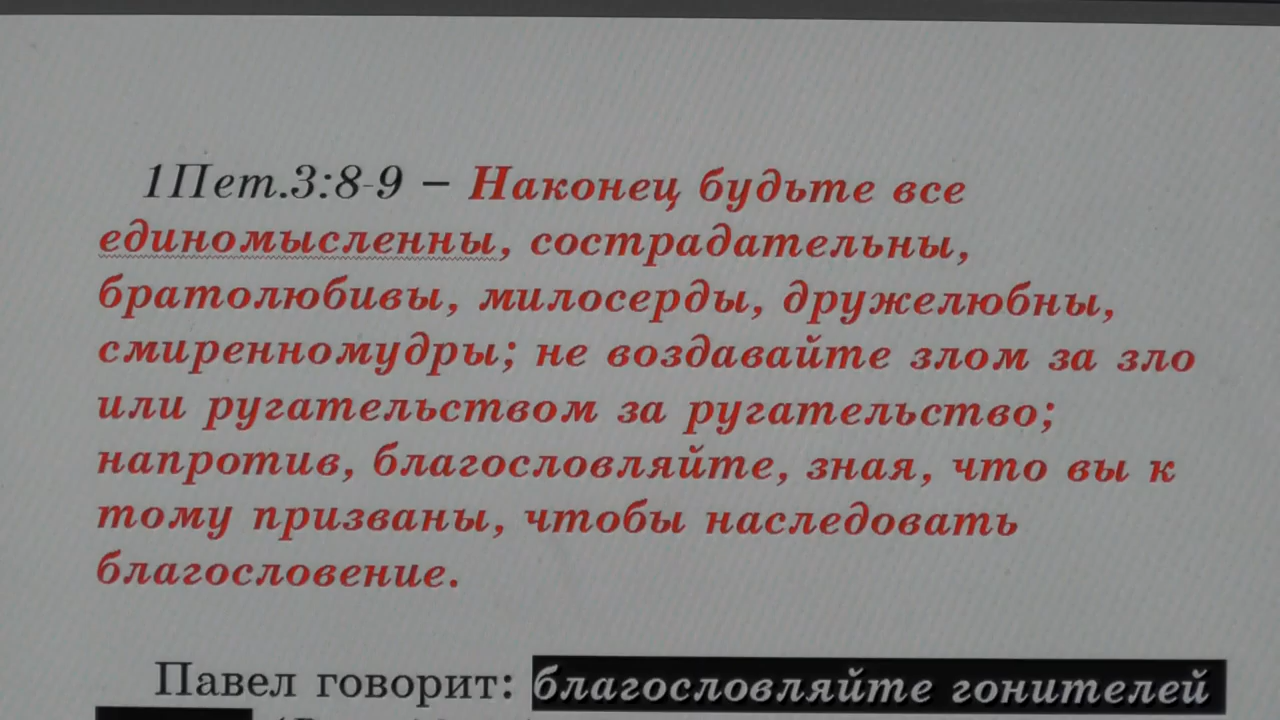 1Пет.3:8-9 – Наконец будьте все
единомысленны, сострадательны,
братолюбивы, милосерды, дружелюбны,
смиренномудры; не воздавайте злом за зло
или ругательством за ругательство;
напротив, благословляйте, зная, что вы к
тому призваны, чтобы наследовать
благословение.
Павел говорит: благословляйте гонителей